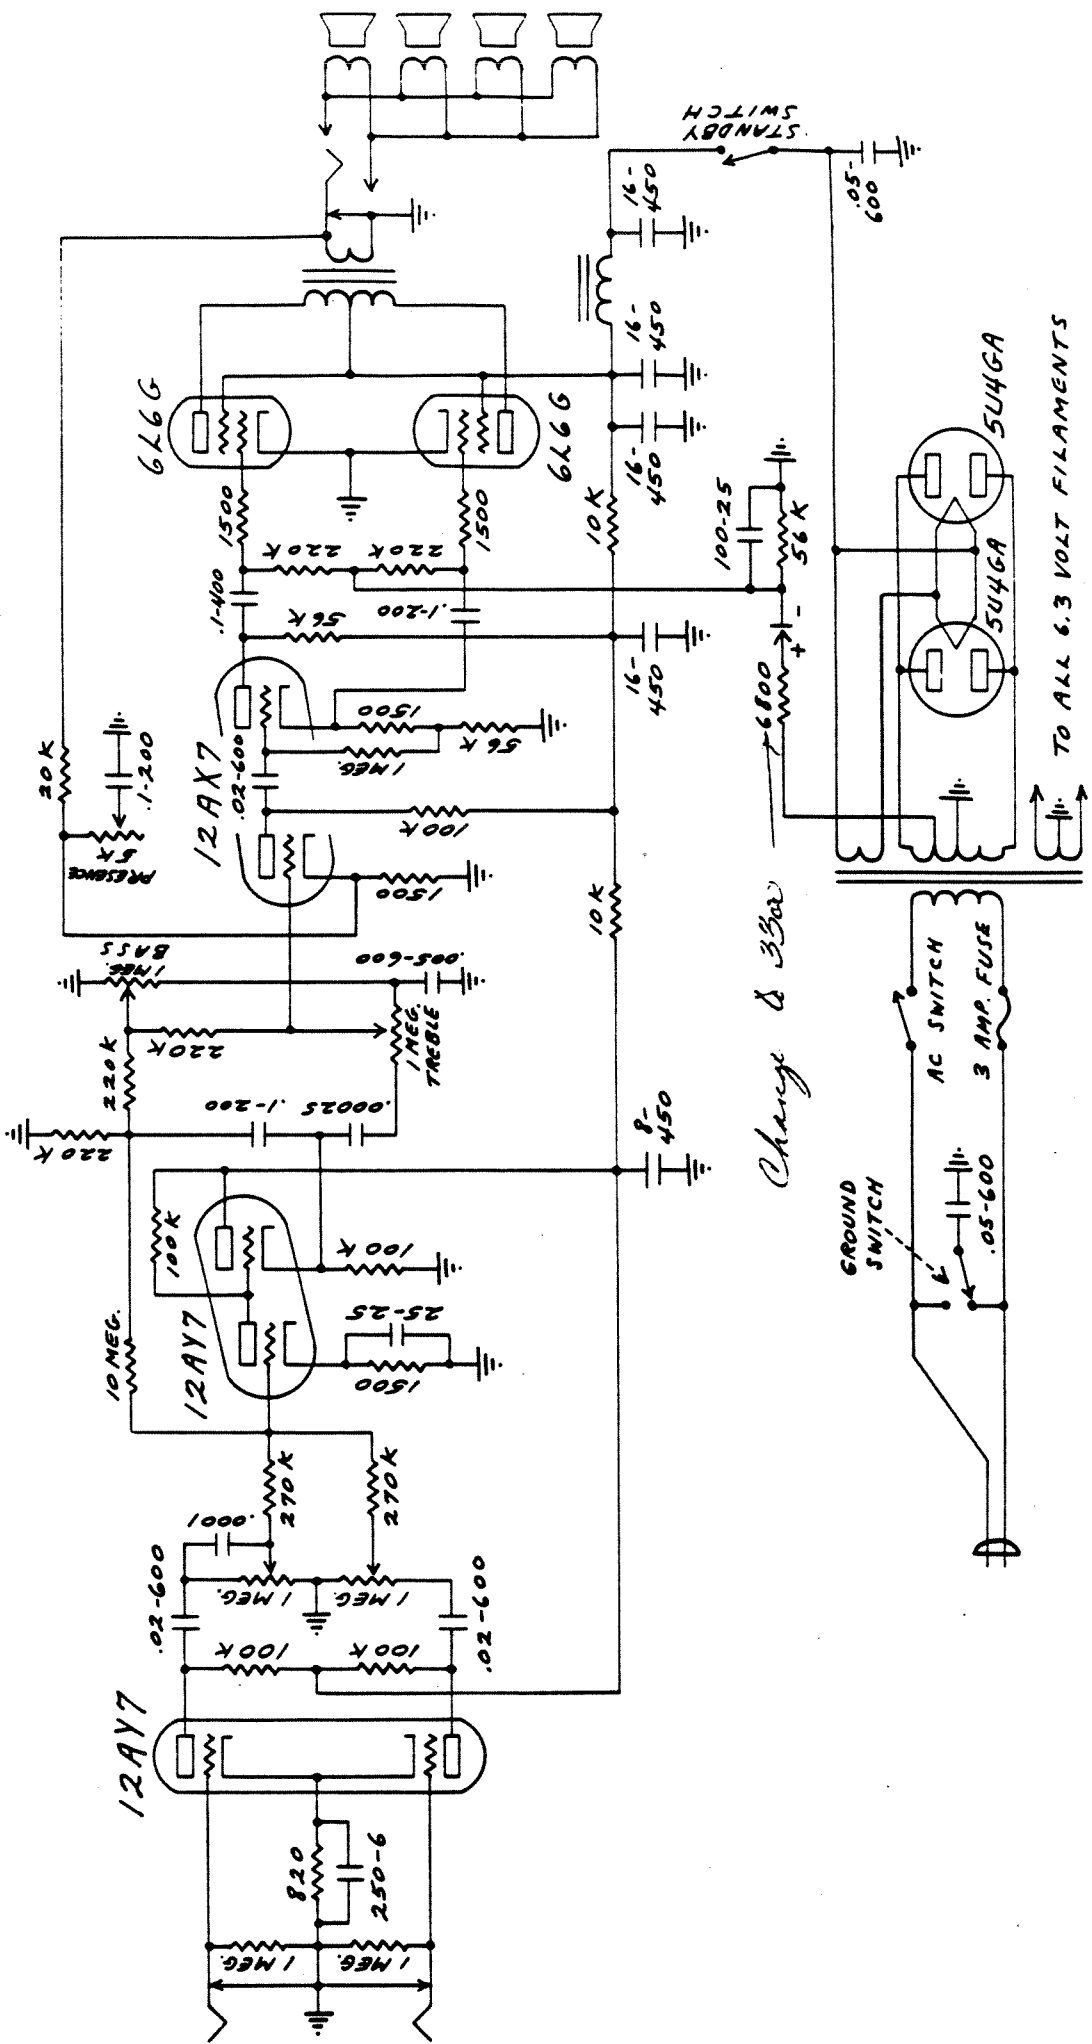 12AY7
1 MEG.
1 MEG.
820
250-6
100K
100K
.02-600
.02-600
1 MEG.
1 MEG.
.0001
270K
270K
10 MEG.
12AY7
1500
25-25
100K
100K
220K
220K
.1-200
.00025
220K
1 MEG.
BASS
1 MEG.
TREBLE
.005-600
PRESENCE
5K
.1-200
20K
12AX7
1500
100K
.02-600
1 MEG.
1500
56K
56K
.1-400
.1-200
220K
220K
1500
1500
6L6G
6L6G
8-
450
10K
16-
450
10K
16-
450
16-
450
16-
450
STANDBY
SWITCH
.05-
600
100-25
56K
- +
6800
Change to 3300
GROUND
SWITCH
.05-600
AC SWITCH
3 AMP. FUSE
5U4GA
5U4GA
TO ALL 6.3 VOLT FILAMENTS